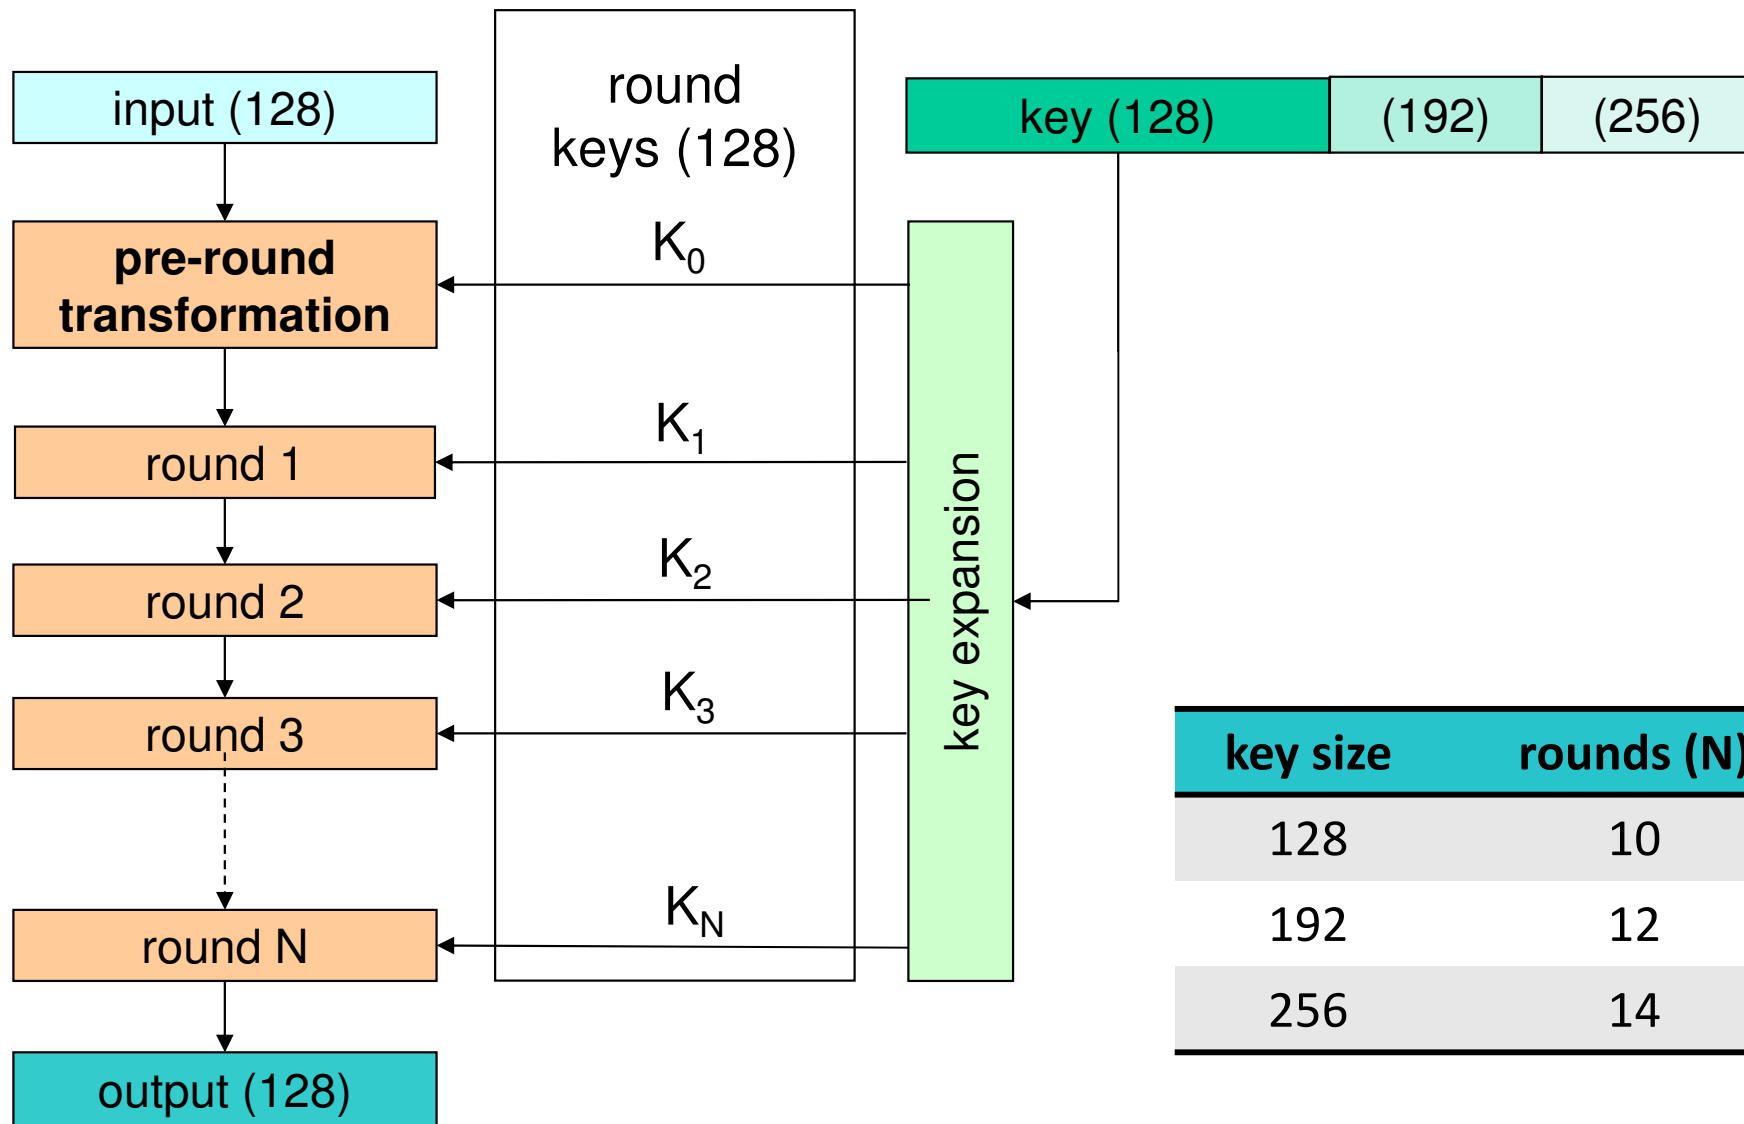 input (128)
round
keys (128)
key (128)
(192)
(256)
pre-round
transformation
K₀
round 1
K₁
round 2
K₂
round 3
K₃
round N
K_N
output (128)
key expansion
key size rounds (N)
128 10
192 12
256 14